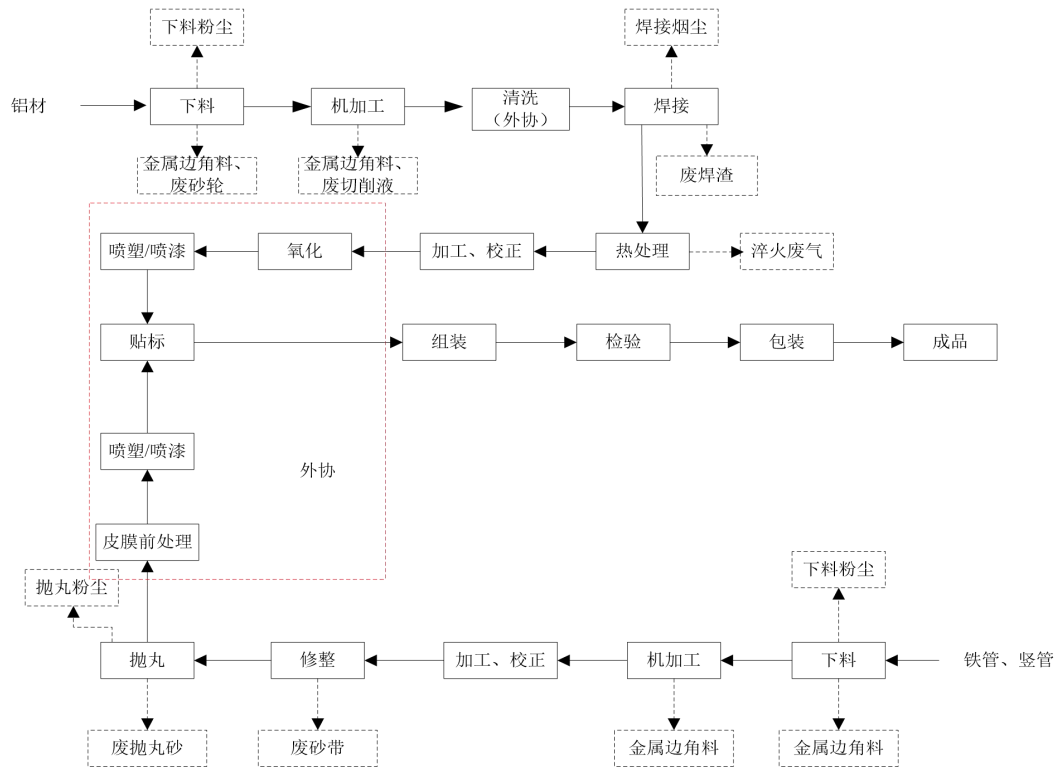 下料粉尘
焊接烟尘
铝材
下料
机加工
清洗
（外协）
焊接
金属边角料、
废砂轮
金属边角料、
废切削液
废焊渣
喷塑/喷漆
氧化
加工、校正
热处理
淬火废气
贴标
组装
检验
包装
成品
喷塑/喷漆
外协
皮膜前处理
抛丸粉尘
下料粉尘
抛丸
修整
加工、校正
机加工
下料
铁管、竖管
废抛丸砂
废砂带
金属边角料
金属边角料